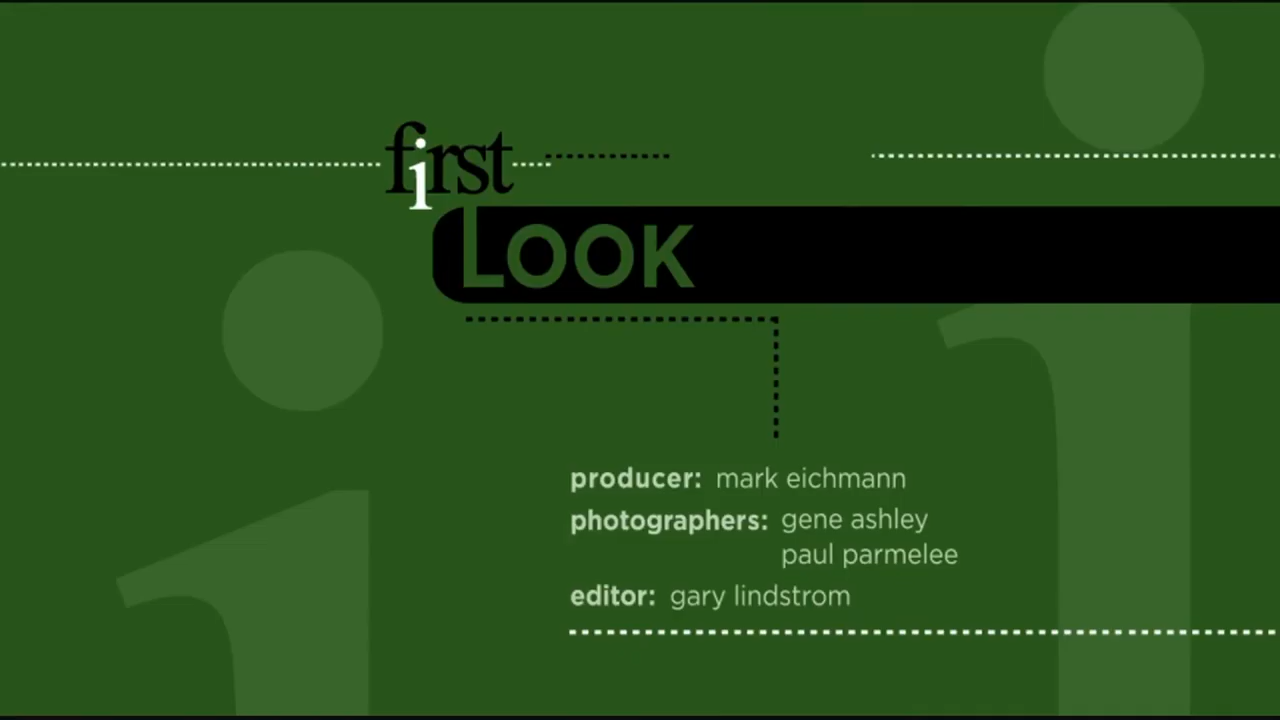 first
LOOK
producer: mark eichmann
photographers: gene ashley
paul parmelee
editor: gary lindstrom